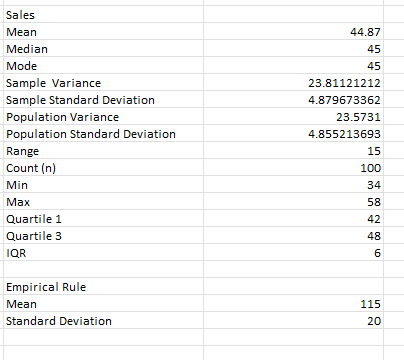 Sales
Mean 44.87
Median 45
Mode 45
Sample  Variance 23.81121212
Sample Standard Deviation 4.879673362
Population Variance 23.5731
Population Standard Deviation 4.855213693
Range 15
Count (n) 100
Min 34
Max 58
Quartile 1 42
Quartile 3 48
IQR 6
Empirical Rule
Mean 115
Standard Deviation 20